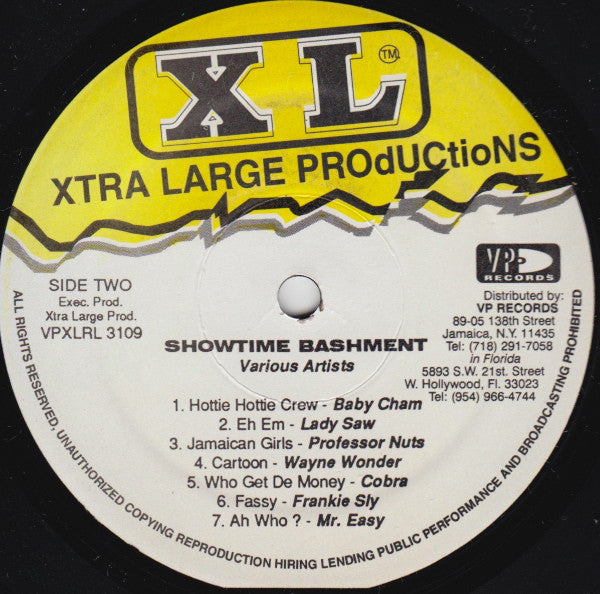 XL TM
XTRA LARGE PROdUCtioNS
SIDE TWO
Exec. Prod.
Xtra Large Prod.
VPXLRL 3109
VP
RECORDS
Distributed by:
VP RECORDS
89-05 138th Street
Jamaica, N.Y. 11435
Tel: (718) 291-7058
in Florida
5893 S.W. 21st. Street
W. Hollywood, Fl. 33023
Tel: (954) 966-4744
SHOWTIME BASHMENT
Various Artists
1. Hottie Hottie Crew - Baby Cham
2. Eh Em - Lady Saw
3. Jamaican Girls - Professor Nuts
4. Cartoon - Wayne Wonder
5. Who Get De Money - Cobra
6. Fassy - Frankie Sly
7. Ah Who ? - Mr. Easy
ALL RIGHTS RESERVED, UNAUTHORIZED COPYING REPRODUCTION HIRING LENDING PUBLIC PERFORMANCE AND BROADCASTING PROHIBITED